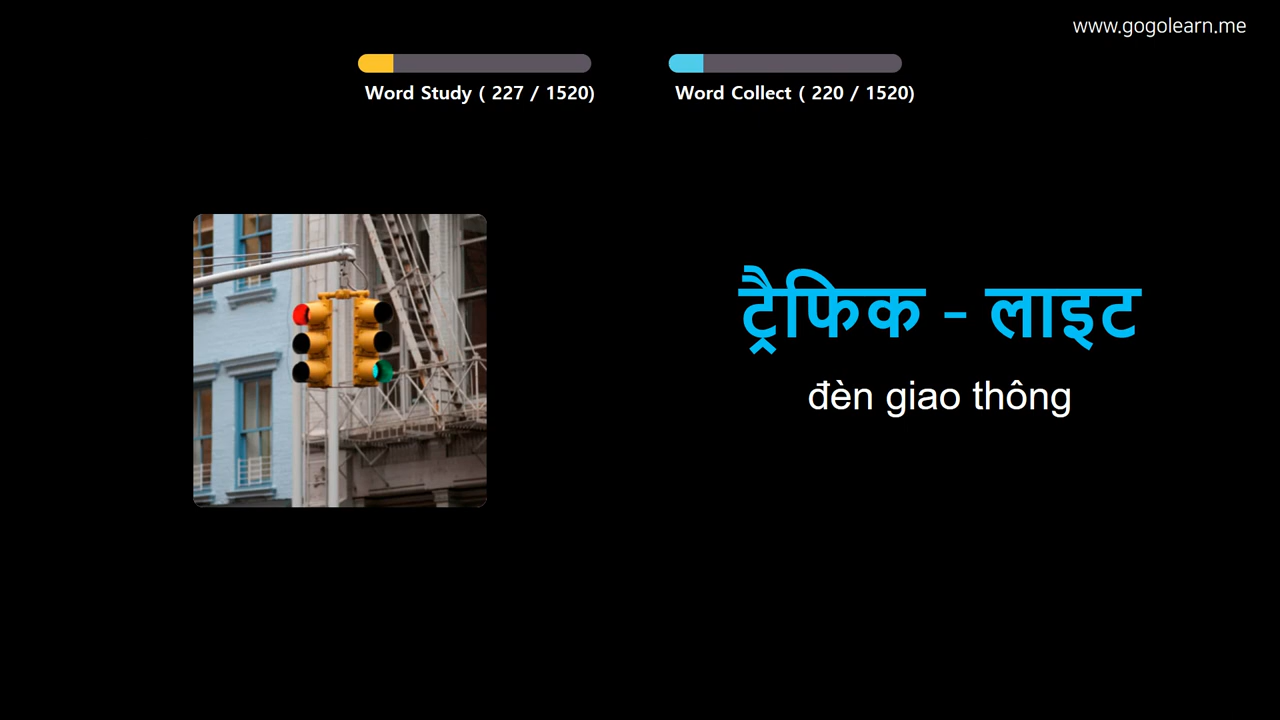 www.gogolearn.me
Word Study ( 227 / 1520)
Word Collect ( 220 / 1520)
ट्रैफिक - लाइट
đèn giao thông